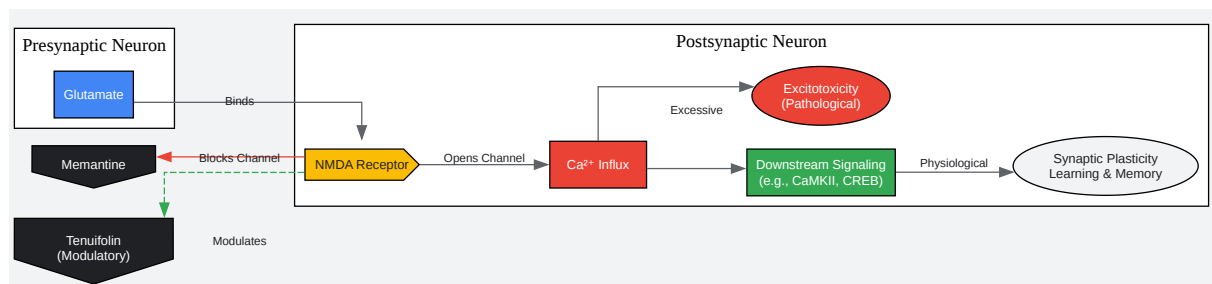 Presynaptic Neuron
Glutamate
Binds
Memantine
Blocks Channel
Tenuifolin
(Modulatory)
Modulates
Postsynaptic Neuron
NMDA Receptor
Opens Channel
Ca²⁺ Influx
Excessive
Excitotoxicity
(Pathological)
Downstream Signaling
(e.g., CaMKII, CREB)
Physiological
Synaptic Plasticity
Learning & Memory